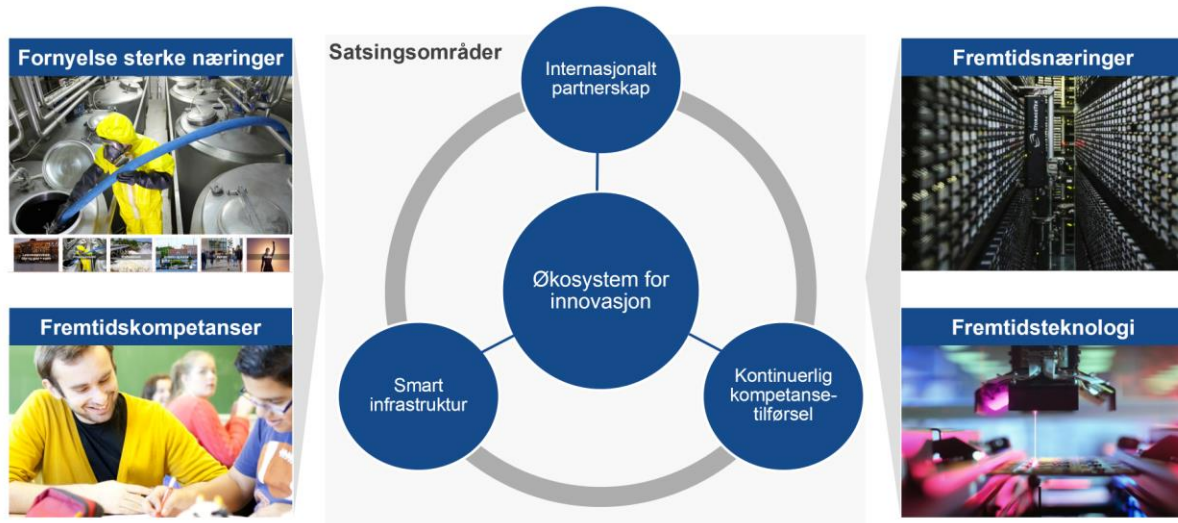 Fornyelse sterke næringer
Satsingsområder
Internasjonalt
partnerskap
Fremtidsnæringer
Økosystem for
innovasjon
Fremtidskompetanser
Fremtidsteknologi
Smart
infrastruktur
Kontinuerlig
kompetanse-
tilførsel